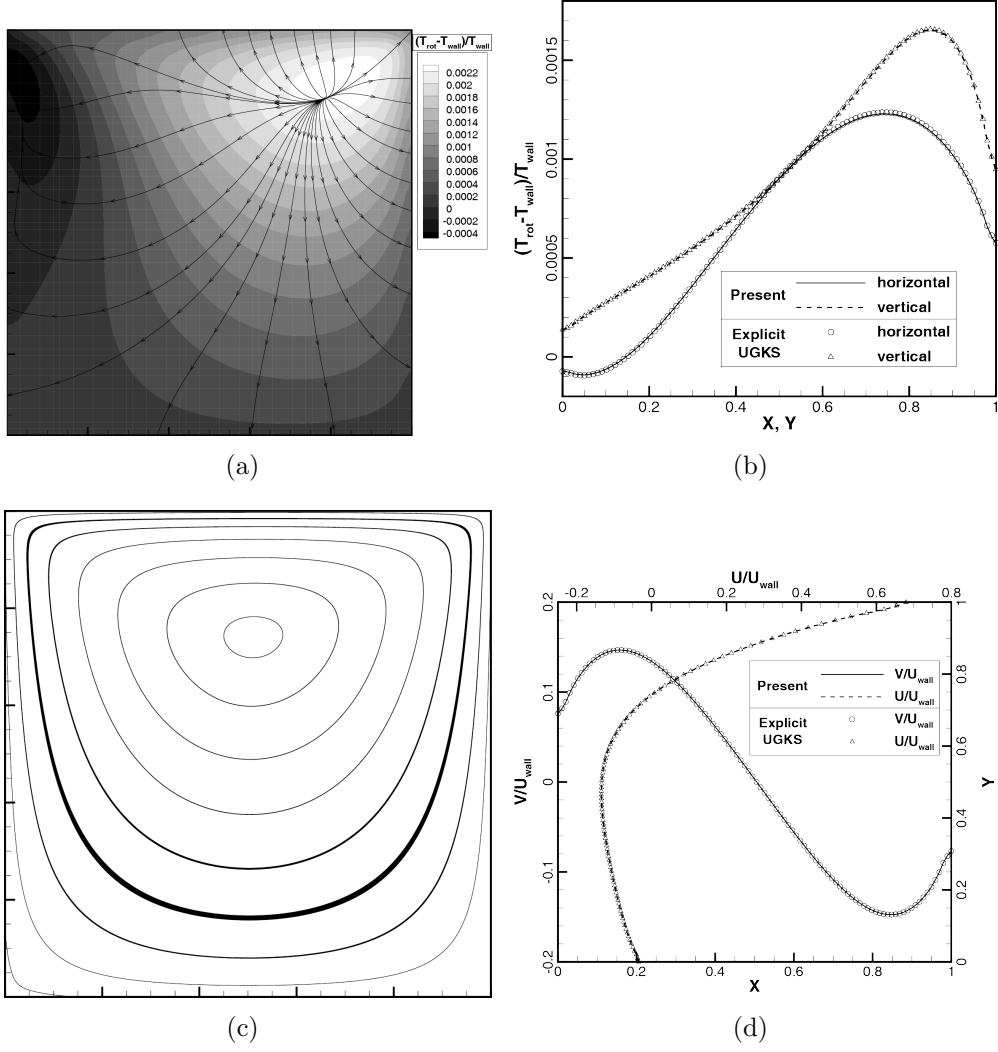 (T_rot-T_wall)/T_wall
0.0022
0.002
0.0018
0.0016
0.0014
0.0012
0.001
0.0008
0.0006
0.0004
0.0002
0
-0.0002
-0.0004
(a)
(T_rot-T_wall)/T_wall
0.0015
0.001
0.0005
0
Present
horizontal
vertical
Explicit
UGKS
horizontal
vertical
0 0.2 0.4 0.6 0.8 1
X, Y
(b)
(c)
U/U_wall
-0.2 0 0.2 0.4 0.6 0.8
V/U_wall
0.2
0.1
0
-0.1
-0.2
Present
V/U_wall
U/U_wall
Explicit
UGKS
V/U_wall
U/U_wall
Y
1
0.8
0.6
0.4
0.2
0
0 0.2 0.4 0.6 0.8 1
X
(d)